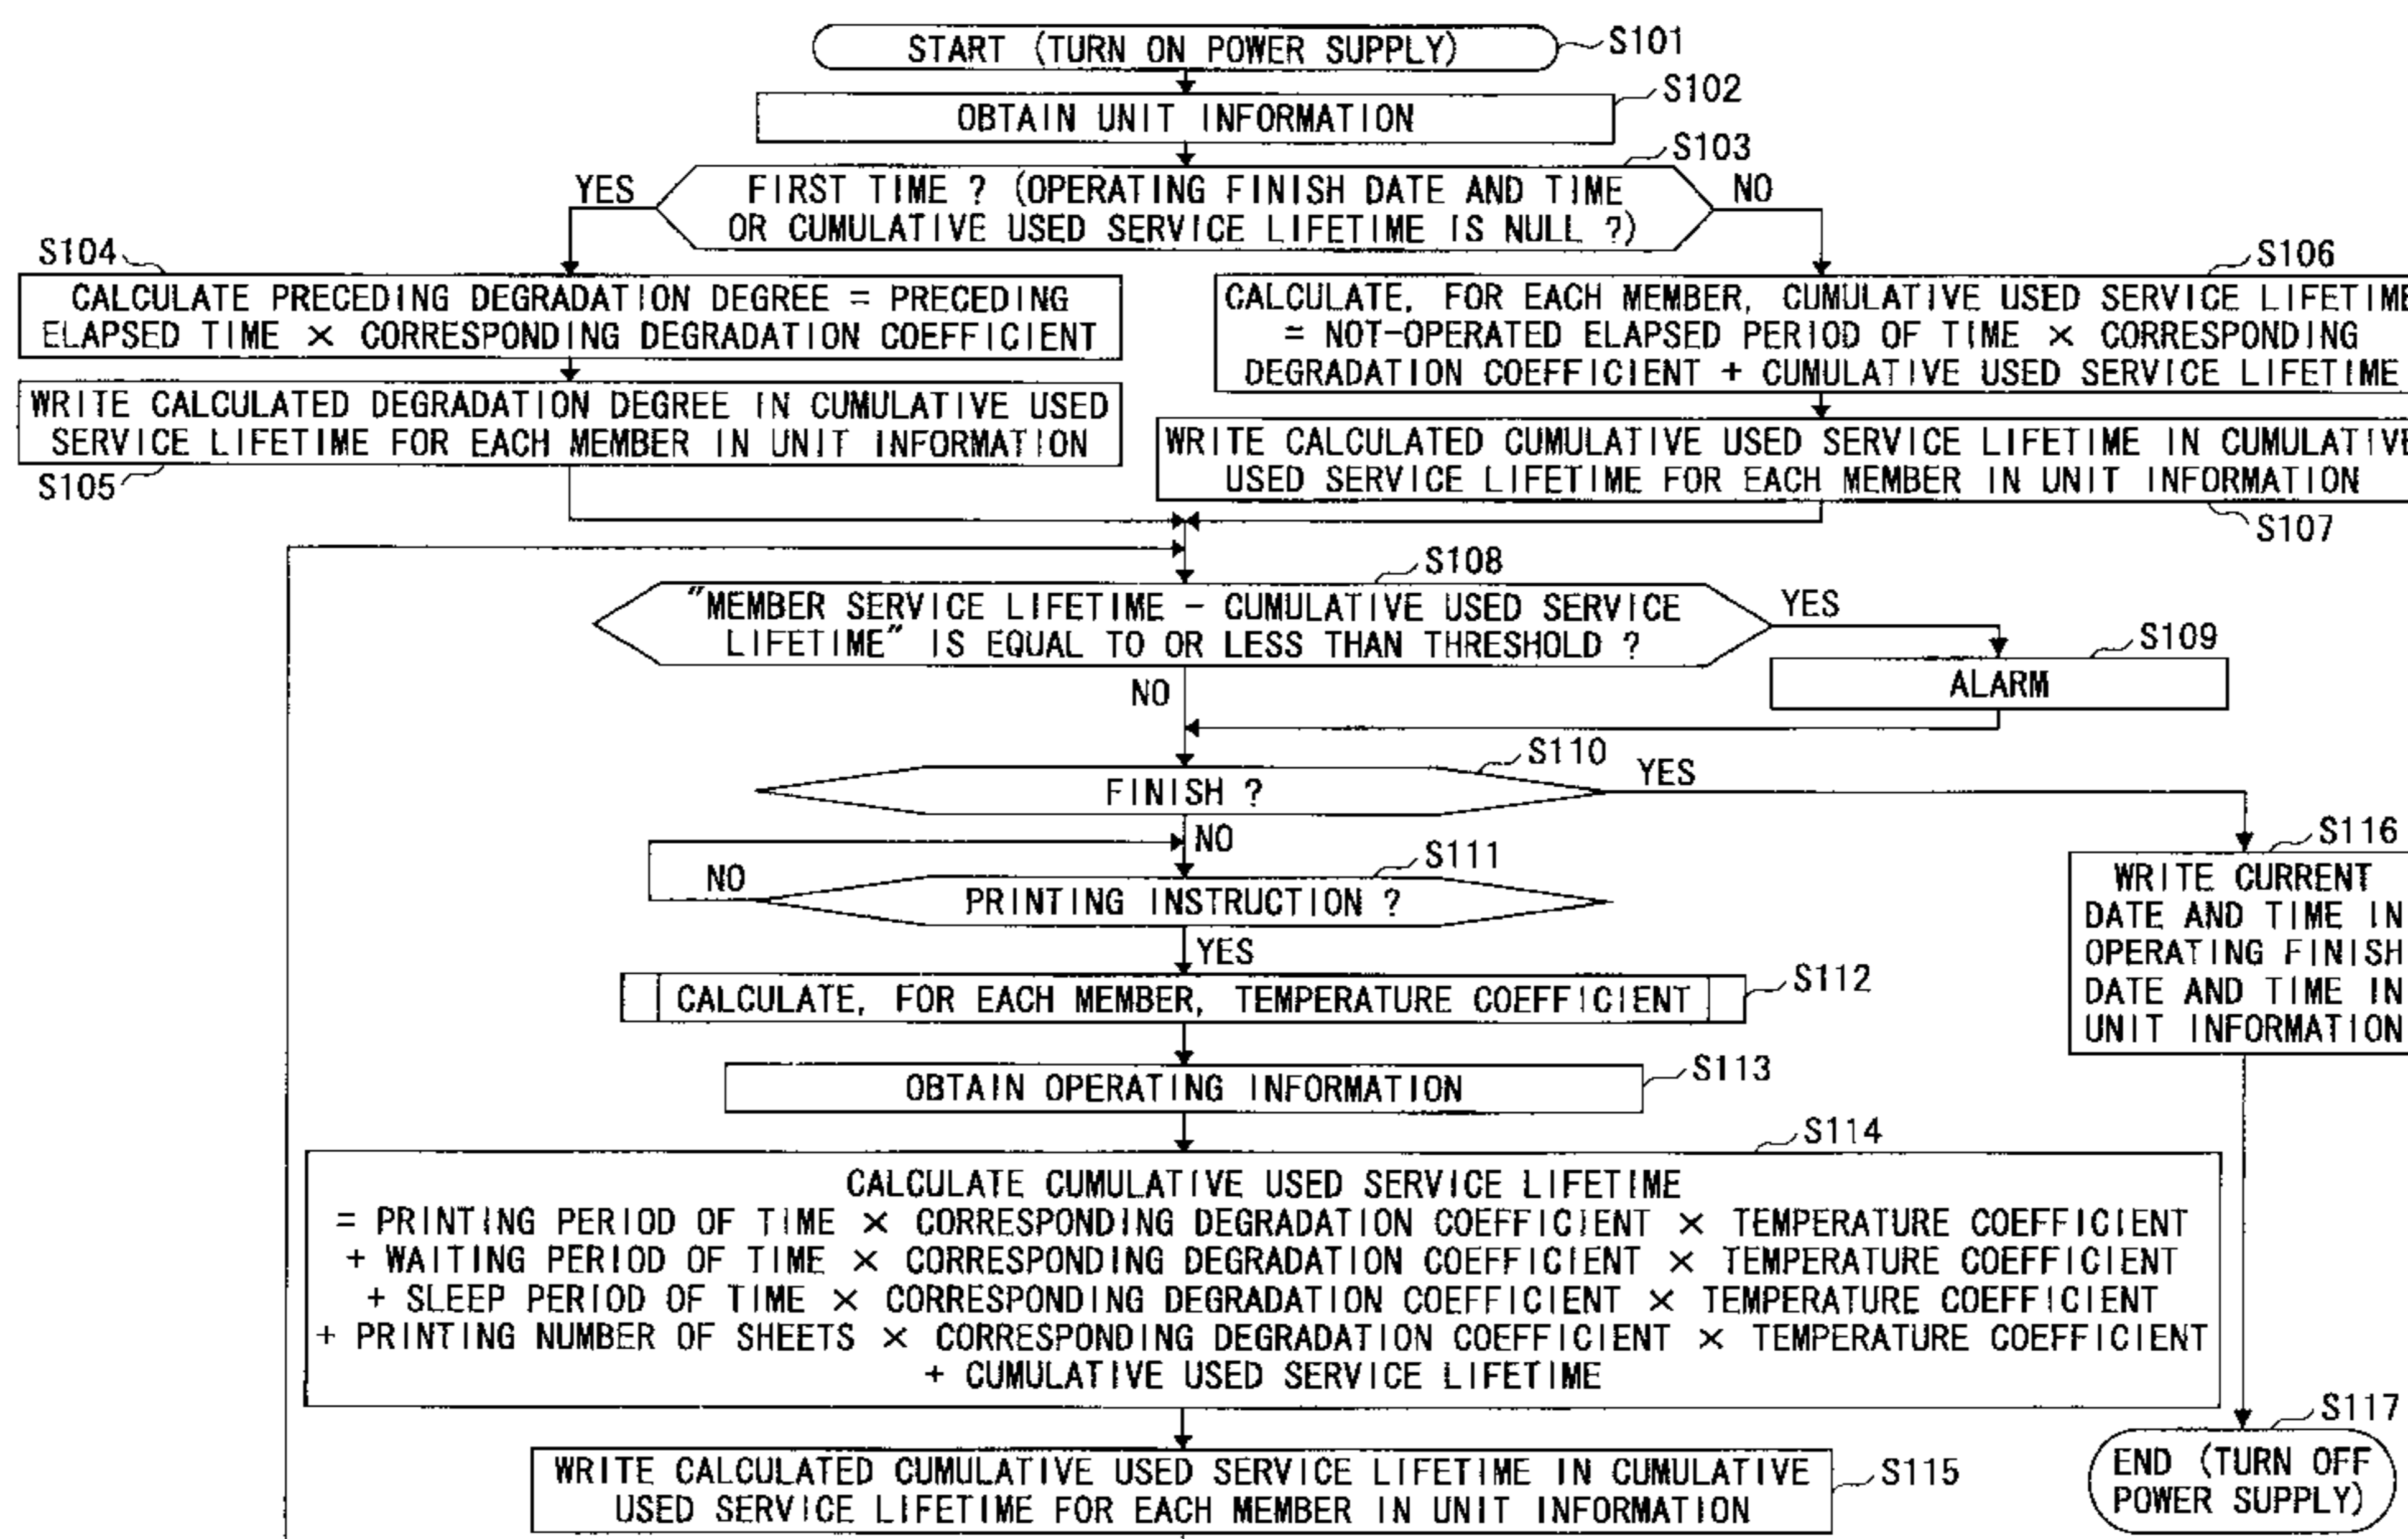 START (TURN ON POWER SUPPLY)
S101
OBTAIN UNIT INFORMATION
S102
S103
YES
FIRST TIME ? (OPERATING FINISH DATE AND TIME
OR CUMULATIVE USED SERVICE LIFETIME IS NULL ?)
NO
S104
CALCULATE PRECEDING DEGRADATION DEGREE = PRECEDING
ELAPSED TIME × CORRESPONDING DEGRADATION COEFFICIENT
S106
CALCULATE, FOR EACH MEMBER, CUMULATIVE USED SERVICE LIFETIME
= NOT-OPERATED ELAPSED PERIOD OF TIME × CORRESPONDING
DEGRADATION COEFFICIENT + CUMULATIVE USED SERVICE LIFETIME
WRITE CALCULATED DEGRADATION DEGREE IN CUMULATIVE USED
SERVICE LIFETIME FOR EACH MEMBER IN UNIT INFORMATION
S105
WRITE CALCULATED CUMULATIVE USED SERVICE LIFETIME IN CUMULATIVE
USED SERVICE LIFETIME FOR EACH MEMBER IN UNIT INFORMATION
S107
S108
"MEMBER SERVICE LIFETIME - CUMULATIVE USED SERVICE
LIFETIME" IS EQUAL TO OR LESS THAN THRESHOLD ?
YES
S109
ALARM
NO
S110
FINISH ?
YES
NO
S111
NO
PRINTING INSTRUCTION ?
YES
S116
WRITE CURRENT
DATE AND TIME IN
OPERATING FINISH
DATE AND TIME IN
UNIT INFORMATION
CALCULATE, FOR EACH MEMBER, TEMPERATURE COEFFICIENT
S112
OBTAIN OPERATING INFORMATION
S113
S114
CALCULATE CUMULATIVE USED SERVICE LIFETIME
= PRINTING PERIOD OF TIME × CORRESPONDING DEGRADATION COEFFICIENT × TEMPERATURE COEFFICIENT
+ WAITING PERIOD OF TIME × CORRESPONDING DEGRADATION COEFFICIENT × TEMPERATURE COEFFICIENT
+ SLEEP PERIOD OF TIME × CORRESPONDING DEGRADATION COEFFICIENT × TEMPERATURE COEFFICIENT
+ PRINTING NUMBER OF SHEETS × CORRESPONDING DEGRADATION COEFFICIENT × TEMPERATURE COEFFICIENT
+ CUMULATIVE USED SERVICE LIFETIME
WRITE CALCULATED CUMULATIVE USED SERVICE LIFETIME IN CUMULATIVE
USED SERVICE LIFETIME FOR EACH MEMBER IN UNIT INFORMATION
S115
S117
END (TURN OFF
POWER SUPPLY)